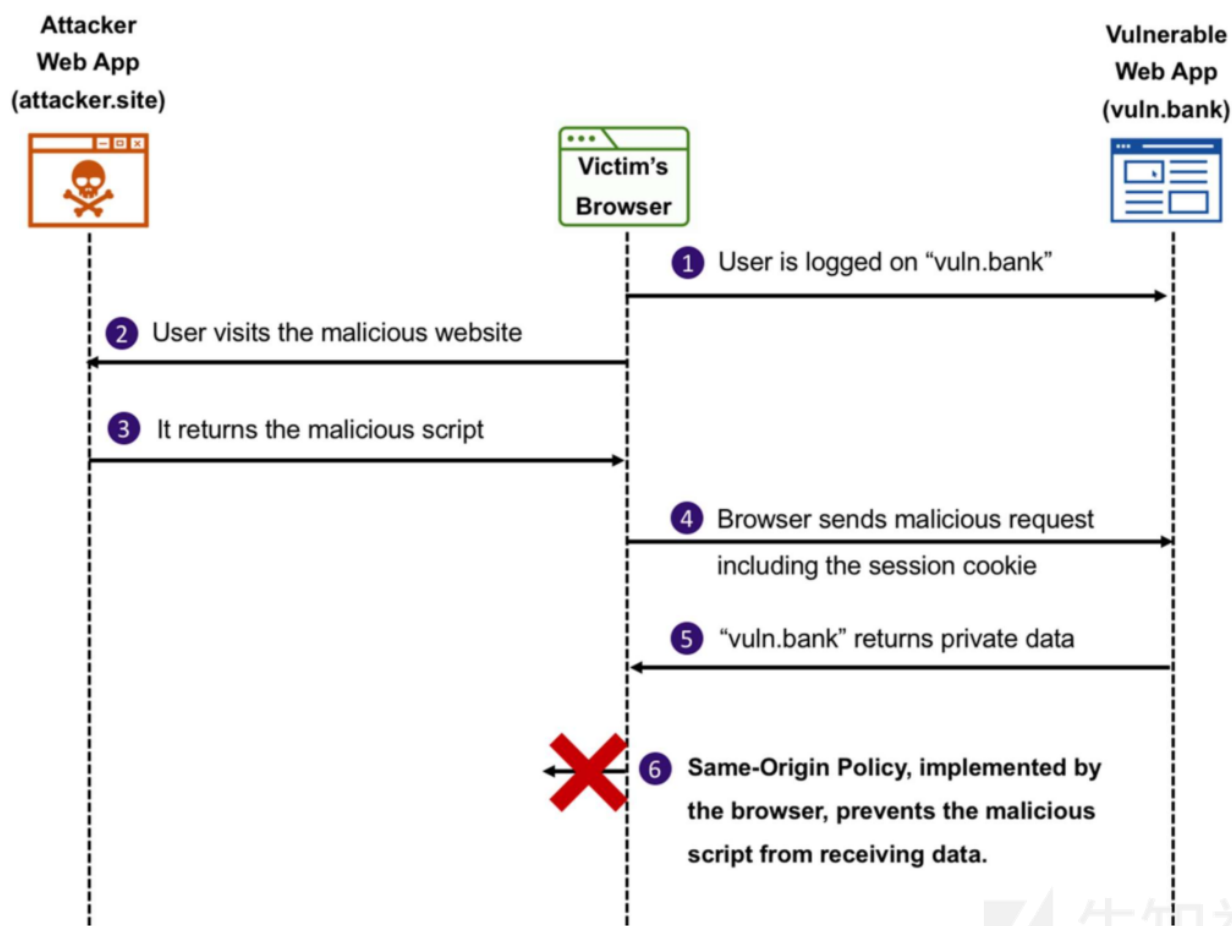 Attacker
Web App
(attacker.site)
Victim's
Browser
Vulnerable
Web App
(vuln.bank)
1 User is logged on “vuln.bank”
2 User visits the malicious website
3 It returns the malicious script
4 Browser sends malicious request
including the session cookie
5 “vuln.bank” returns private data
6 Same-Origin Policy, implemented by
the browser, prevents the malicious
script from receiving data.